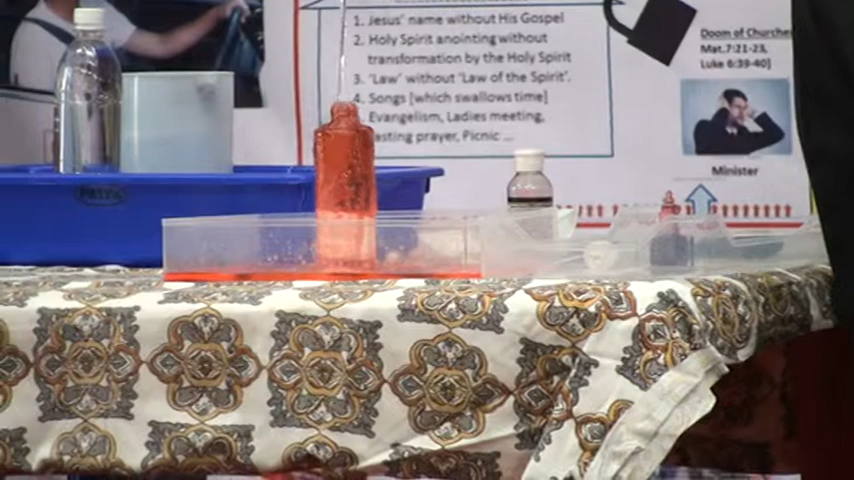 1. Jesus' name without His Gospel
2. Holy Spirit anointing without
transformation by the Holy Spirit
3. 'Law' without 'Law of the Spirit'.
4. Songs [which swallows time]
Evangelism, Ladies meeting,
asting prayer, Picnic ...
Doom of Churche
Mat.7:21-23,
Luke 6:39-40]
Minister